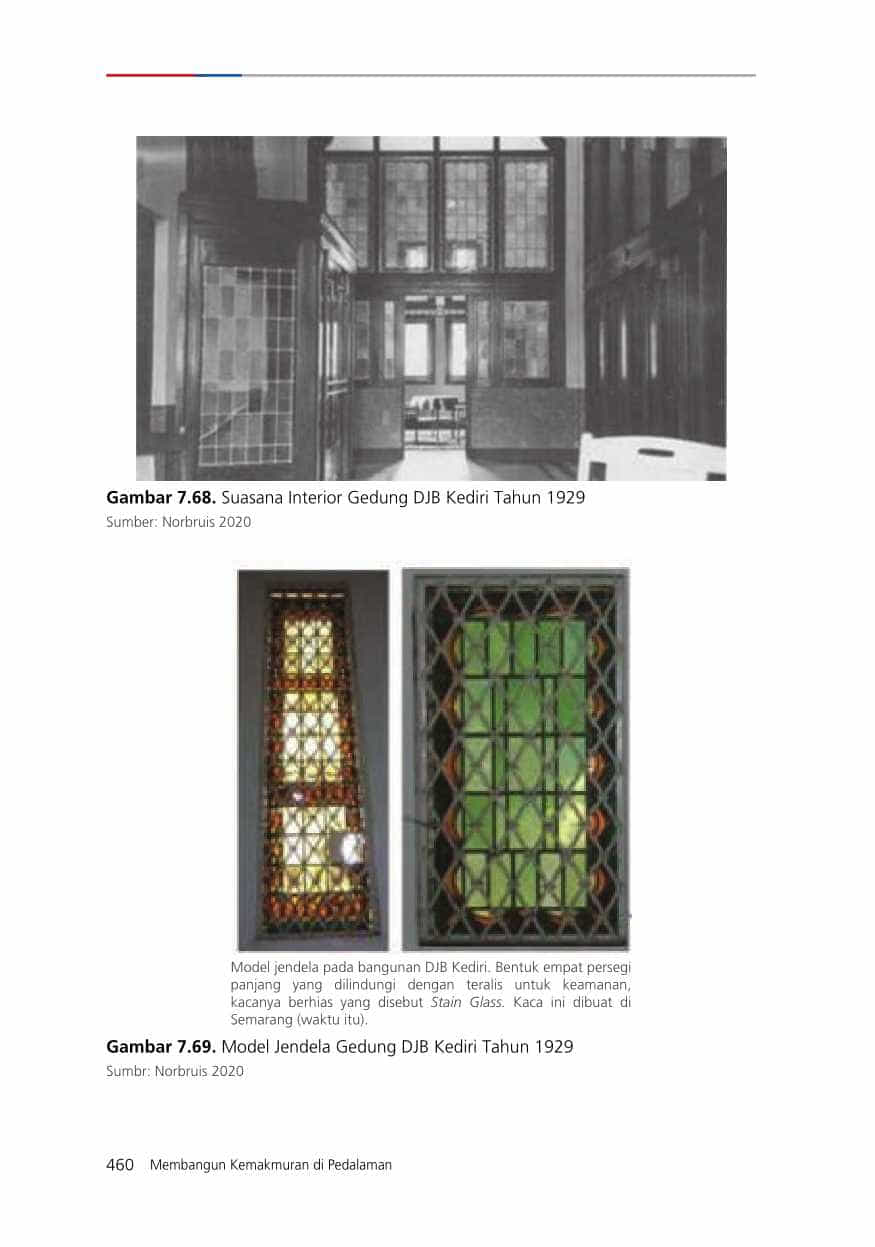 Gambar 7.68. Suasana Interior Gedung DJB Kediri Tahun 1929
Sumber: Norbruis 2020
Model jendela pada bangunan DJB Kediri. Bentuk empat persegi
panjang yang dilindungi dengan teralis untuk keamanan,
kacanya berhias yang disebut Stain Glass. Kaca ini dibuat di
Semarang (waktu itu).
Gambar 7.69. Model Jendela Gedung DJB Kediri Tahun 1929
Sumbr: Norbruis 2020
460 Membangun Kemakmuran di Pedalaman